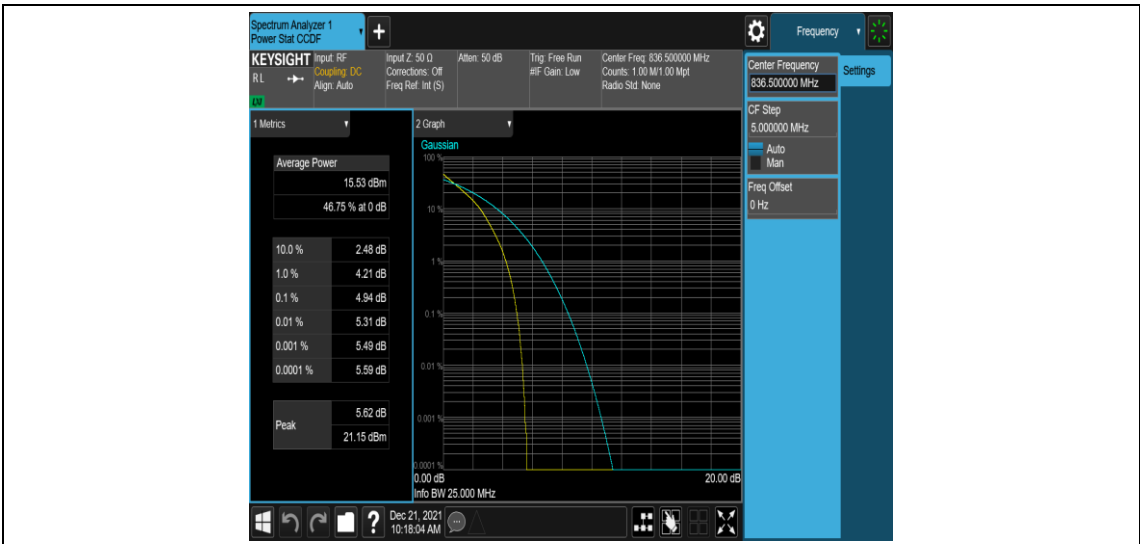 Spectrum Analyzer 1
Power Stat CCDF
+
Frequency
KEYSIGHT
RL
LXI
Input: RF
Coupling: DC
Align: Auto
Input Z: 50 Ω
Corrections: Off
Freq Ref: Int (S)
Atten: 50 dB
Trig: Free Run
#IF Gain: Low
Center Freq: 836.500000 MHz
Counts: 1.00 M/1.00 Mpt
Radio Std: None
Center Frequency
836.500000 MHz
Settings
CF Step
5.000000 MHz
Auto
Man
Freq Offset
0 Hz
1 Metrics
Average Power
15.53 dBm
46.75 % at 0 dB
10.0 % 2.48 dB
1.0 % 4.21 dB
0.1 % 4.94 dB
0.01 % 5.31 dB
0.001 % 5.49 dB
0.0001 % 5.59 dB
Peak
5.62 dB
21.15 dBm
2 Graph
Gaussian
100 %
10 %
1 %
0.1 %
0.01 %
0.001 %
0.0001 %
0.00 dB 20.00 dB
Info BW 25.000 MHz
?
Dec 21, 2021
10:18:04 AM